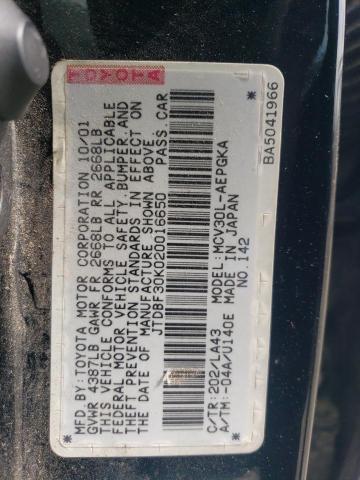 TOYOTA
MFD.BY:TOYOTA MOTOR CORPORATION 10/01
GVWR 4387LB GAWR FR 2668LB RR 2668LB
THIS VEHICLE CONFORMS TO ALL APPLICABLE
FEDERAL MOTOR VEHICLE SAFETY,BUMPER,AND
THEFT PREVENTION STANDARDS IN EFFECT ON
THE DATE OF MANUFACTURE SHOWN ABOVE.
*JTDBF30K020016650* PASS.CAR
C/TR:202/LA43 MODEL:MCV30L-AEPGKA
A/TM:-04A/U140E MADE IN JAPAN
NO.142
BA5041966